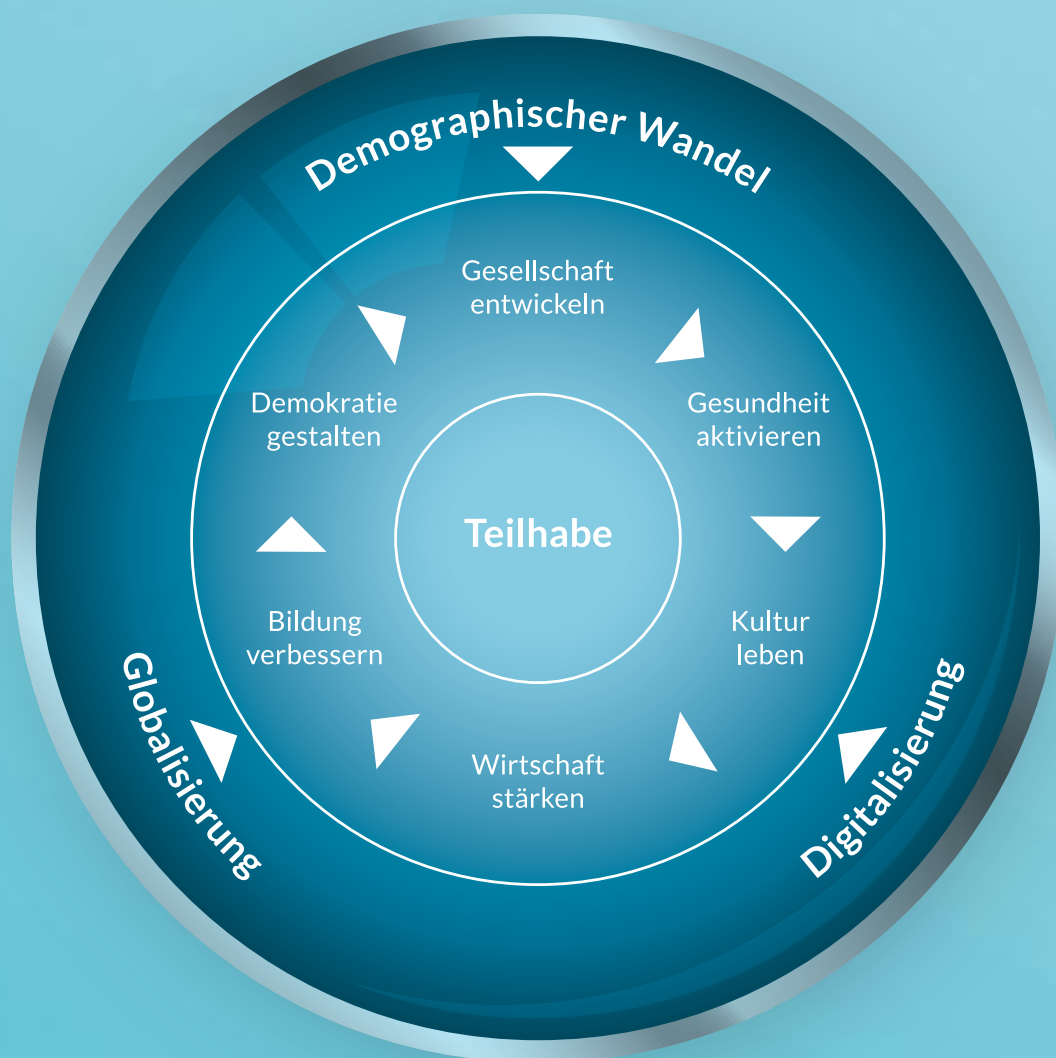 Demographischer Wandel
Gesellschaft
entwickeln
Demokratie
gestalten
Gesundheit
aktivieren
Teilhabe
Bildung
verbessern
Kultur
leben
Wirtschaft
stärken
Globalisierung
Digitalisierung